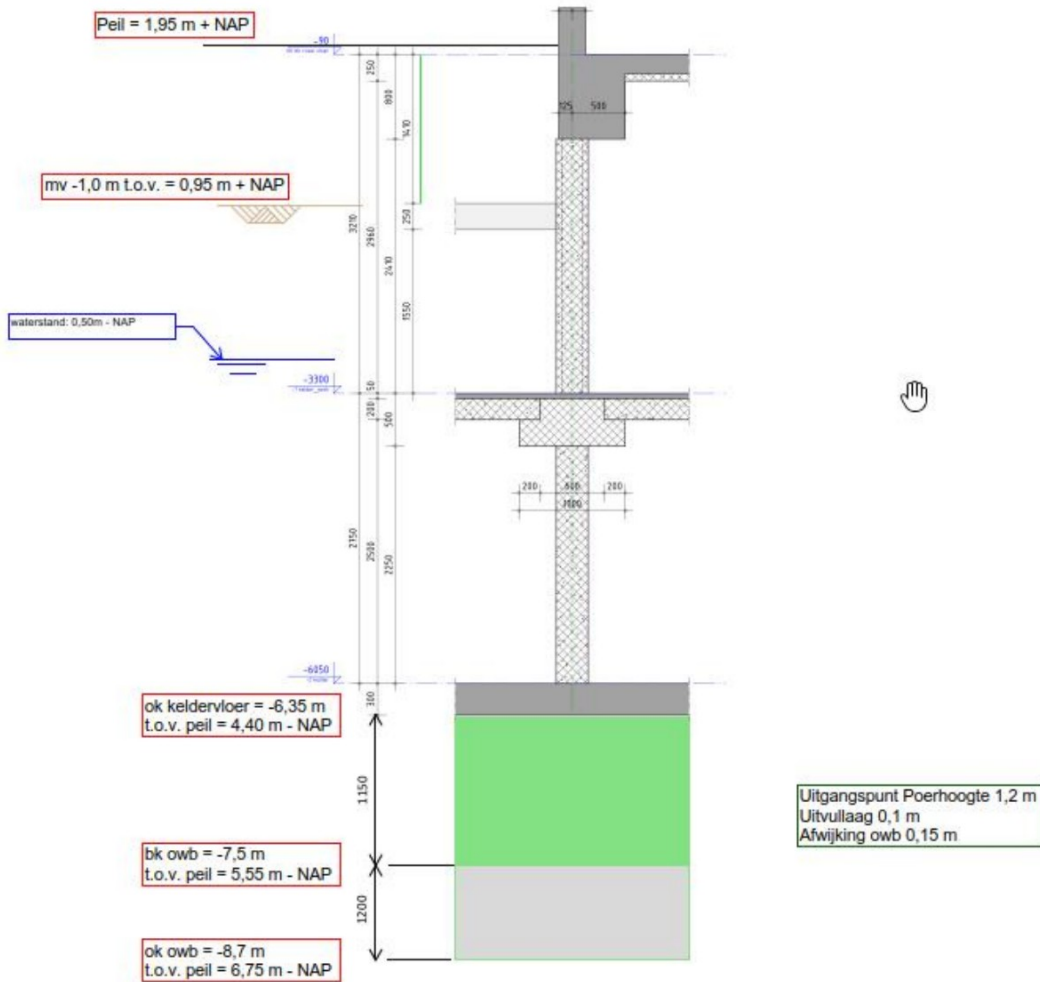 Peil = 1,95 m + NAP
-90
250
800
1410
125
500
mv -1,0 m t.o.v. = 0,95 m + NAP
3210
2960
2410
250
1550
waterstand: 0,50m - NAP
-3300
50
200
500
200
600
200
1000
2750
2500
2250
-6050
300
ok keldervloer = -6,35 m
t.o.v. peil = 4,40 m - NAP
1150
Uitgangspunt Poerhoogte 1,2 m
Uitvullaag 0,1 m
Afwijking owb 0,15 m
bk owb = -7,5 m
t.o.v. peil = 5,55 m - NAP
1200
ok owb = -8,7 m
t.o.v. peil = 6,75 m - NAP